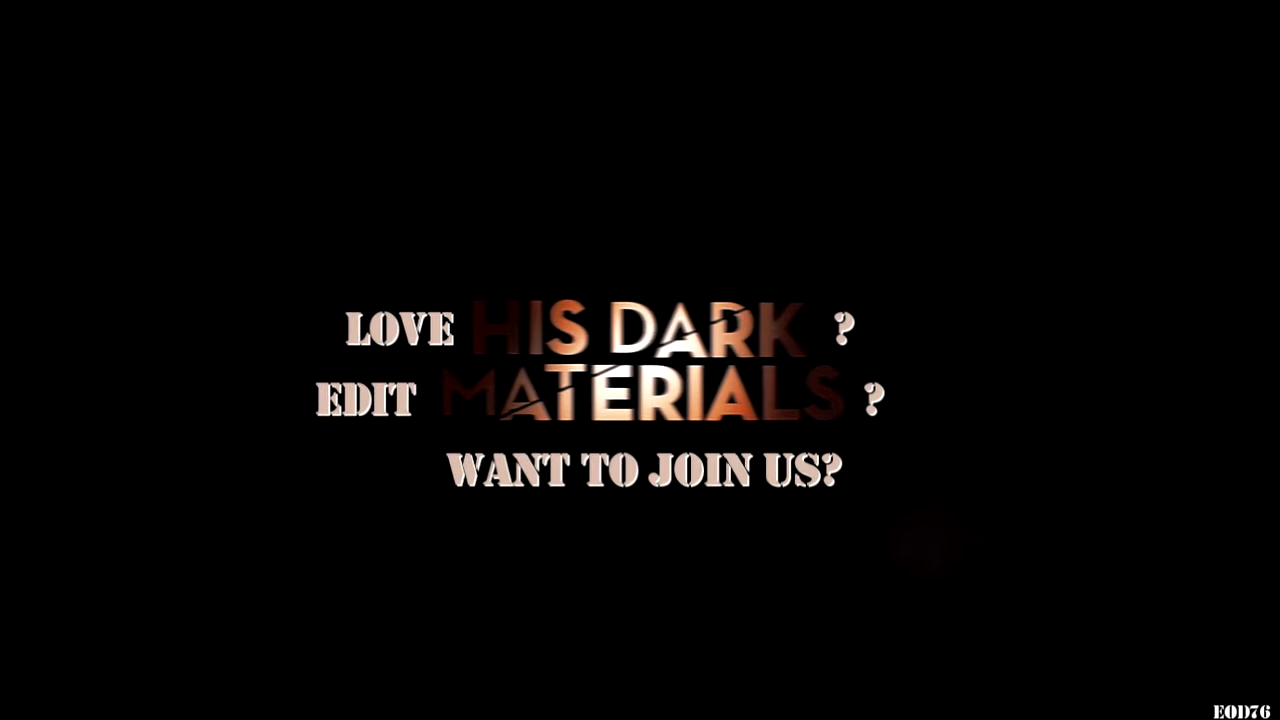 LOVE HIS DARK ?
EDIT MATERIALS ?
WANT TO JOIN US?
EOD76